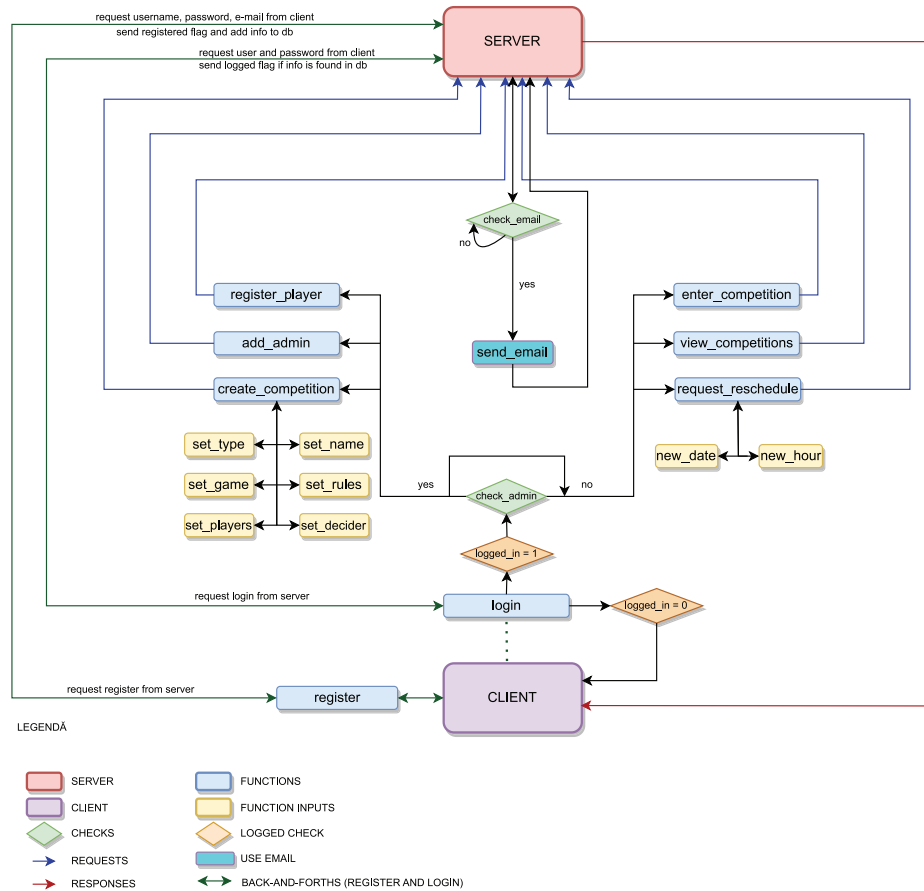 request username, password, e-mail from client
send registered flag and add info to db
SERVER
request user and password from client
send logged flag if info is found in db
check_email
no
yes
register_player
enter_competition
add_admin
send_email
view_competitions
create_competition
request_reschedule
set_type
set_name
new_date
new_hour
set_game
set_rules
yes
check_admin
no
set_players
set_decider
logged_in = 1
request login from server
login
logged_in = 0
request register from server
register
CLIENT
LEGENDĂ
SERVER
FUNCTIONS
CLIENT
FUNCTION INPUTS
CHECKS
LOGGED CHECK
REQUESTS
USE EMAIL
RESPONSES
BACK-AND-FORTHS (REGISTER AND LOGIN)